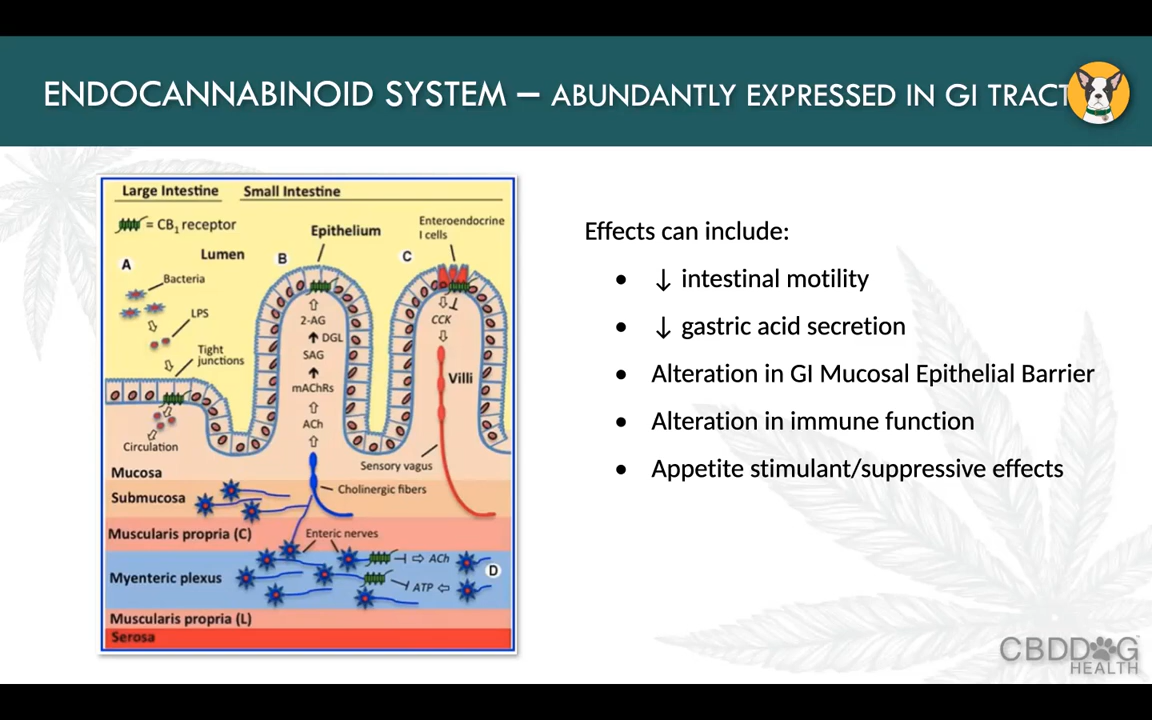 ENDOCANNABINOID SYSTEM – ABUNDANTLY EXPRESSED IN GI TRACT
Large Intestine Small Intestine
= CB1 receptor
Epithelium
Enteroendocrine
I cells
Lumen
A
B
C
Bacteria
LPS
Tight
junctions
Circulation
2-AG
DGL
SAG
mAChRs
ACh
CCK
Villi
Sensory vagus
Cholinergic fibers
Mucosa
Submucosa
Muscularis propria (C)
Enteric nerves
Myenteric plexus
ACh
ATP
D
Muscularis propria (L)
Serosa
Effects can include:
• ↓ intestinal motility
• ↓ gastric acid secretion
• Alteration in GI Mucosal Epithelial Barrier
• Alteration in immune function
• Appetite stimulant/suppressive effects
CBDDOG
HEALTH